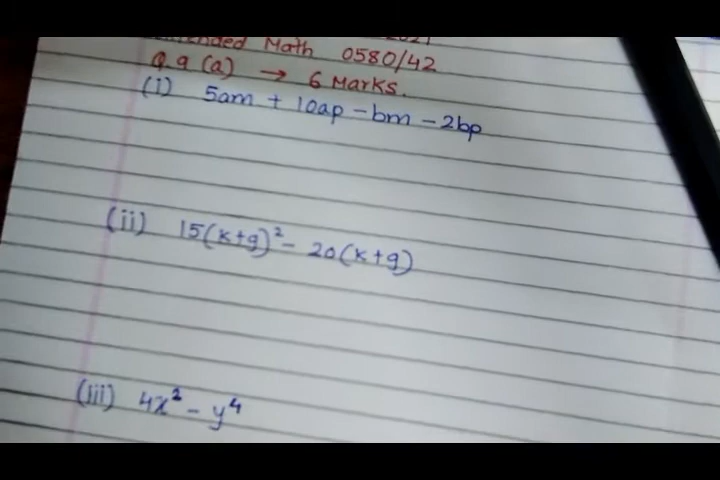 Math 0580/42
Q.9 (a) → 6 Marks.
(i) 5am + 10ap - bm - 2bp
(ii) 15(k+g)² - 20(k+g)
(iii) 4x² - y⁴